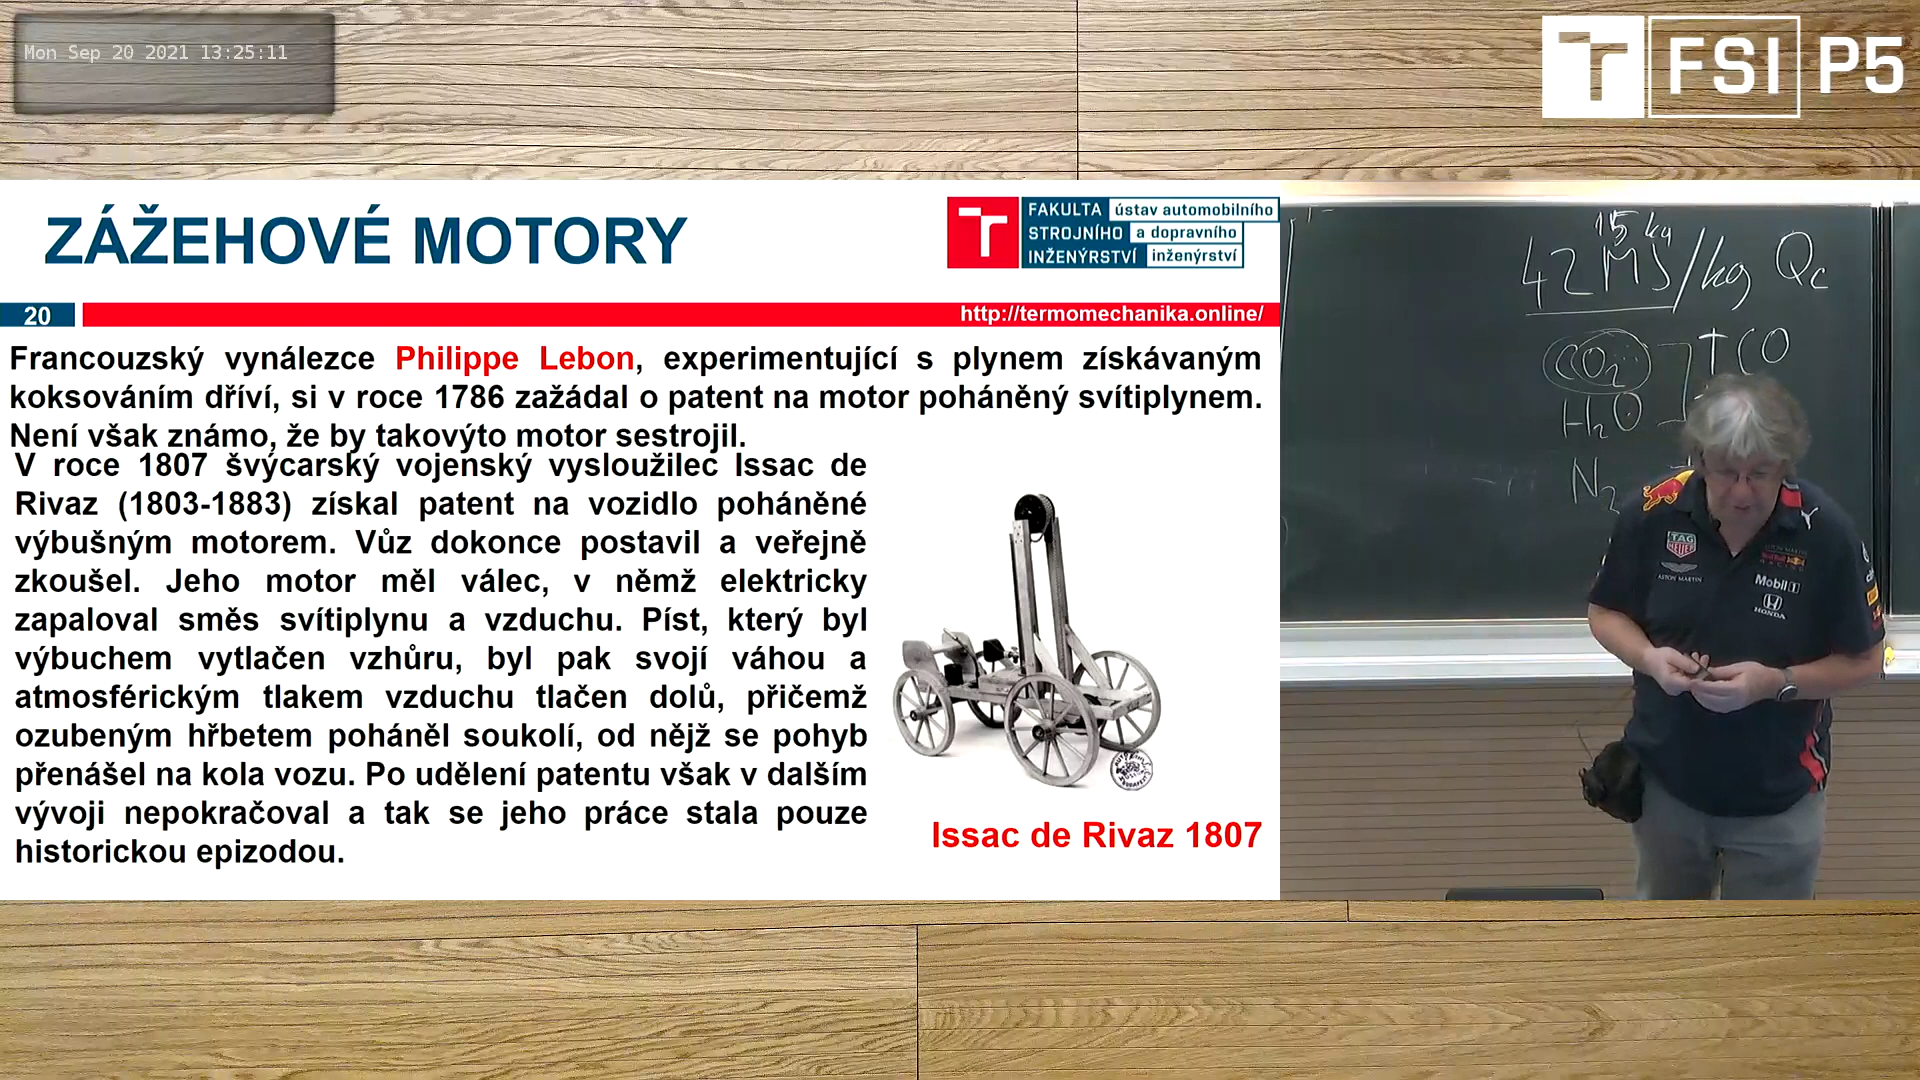 Mon Sep 20 2021 13:25:11
T FSI P5
ZÁŽEHOVÉ MOTORY
FAKULTA ústav automobilního
STROJNÍHO a dopravního
INŽENÝRSTVÍ inženýrství
20
http://termomechanika.online/
Francouzský vynálezce Philippe Lebon, experimentující s plynem získávaným
koksováním dříví, si v roce 1786 zažádal o patent na motor poháněný svítiplynem.
Není však známo, že by takovýto motor sestrojil.
V roce 1807 švýcarský vojenský vysloužilec Issac de
Rivaz (1803-1883) získal patent na vozidlo poháněné
výbušným motorem. Vůz dokonce postavil a veřejně
zkoušel. Jeho motor měl válec, v němž elektricky
zapaloval směs svítiplynu a vzduchu. Píst, který byl
výbuchem vytlačen vzhůru, byl pak svojí váhou a
atmosférickým tlakem vzduchu tlačen dolů, přičemž
ozubeným hřbetem poháněl soukolí, od nějž se pohyb
přenášel na kola vozu. Po udělení patentu však v dalším
vývoji nepokračoval a tak se jeho práce stala pouze
historickou epizodou.
Issac de Rivaz 1807
15 kg
42 MJ/kg Qc
CO2 CO
H2O
N2
TAG
HEUER
ASTON MARTIN
Mobil 1
HONDA